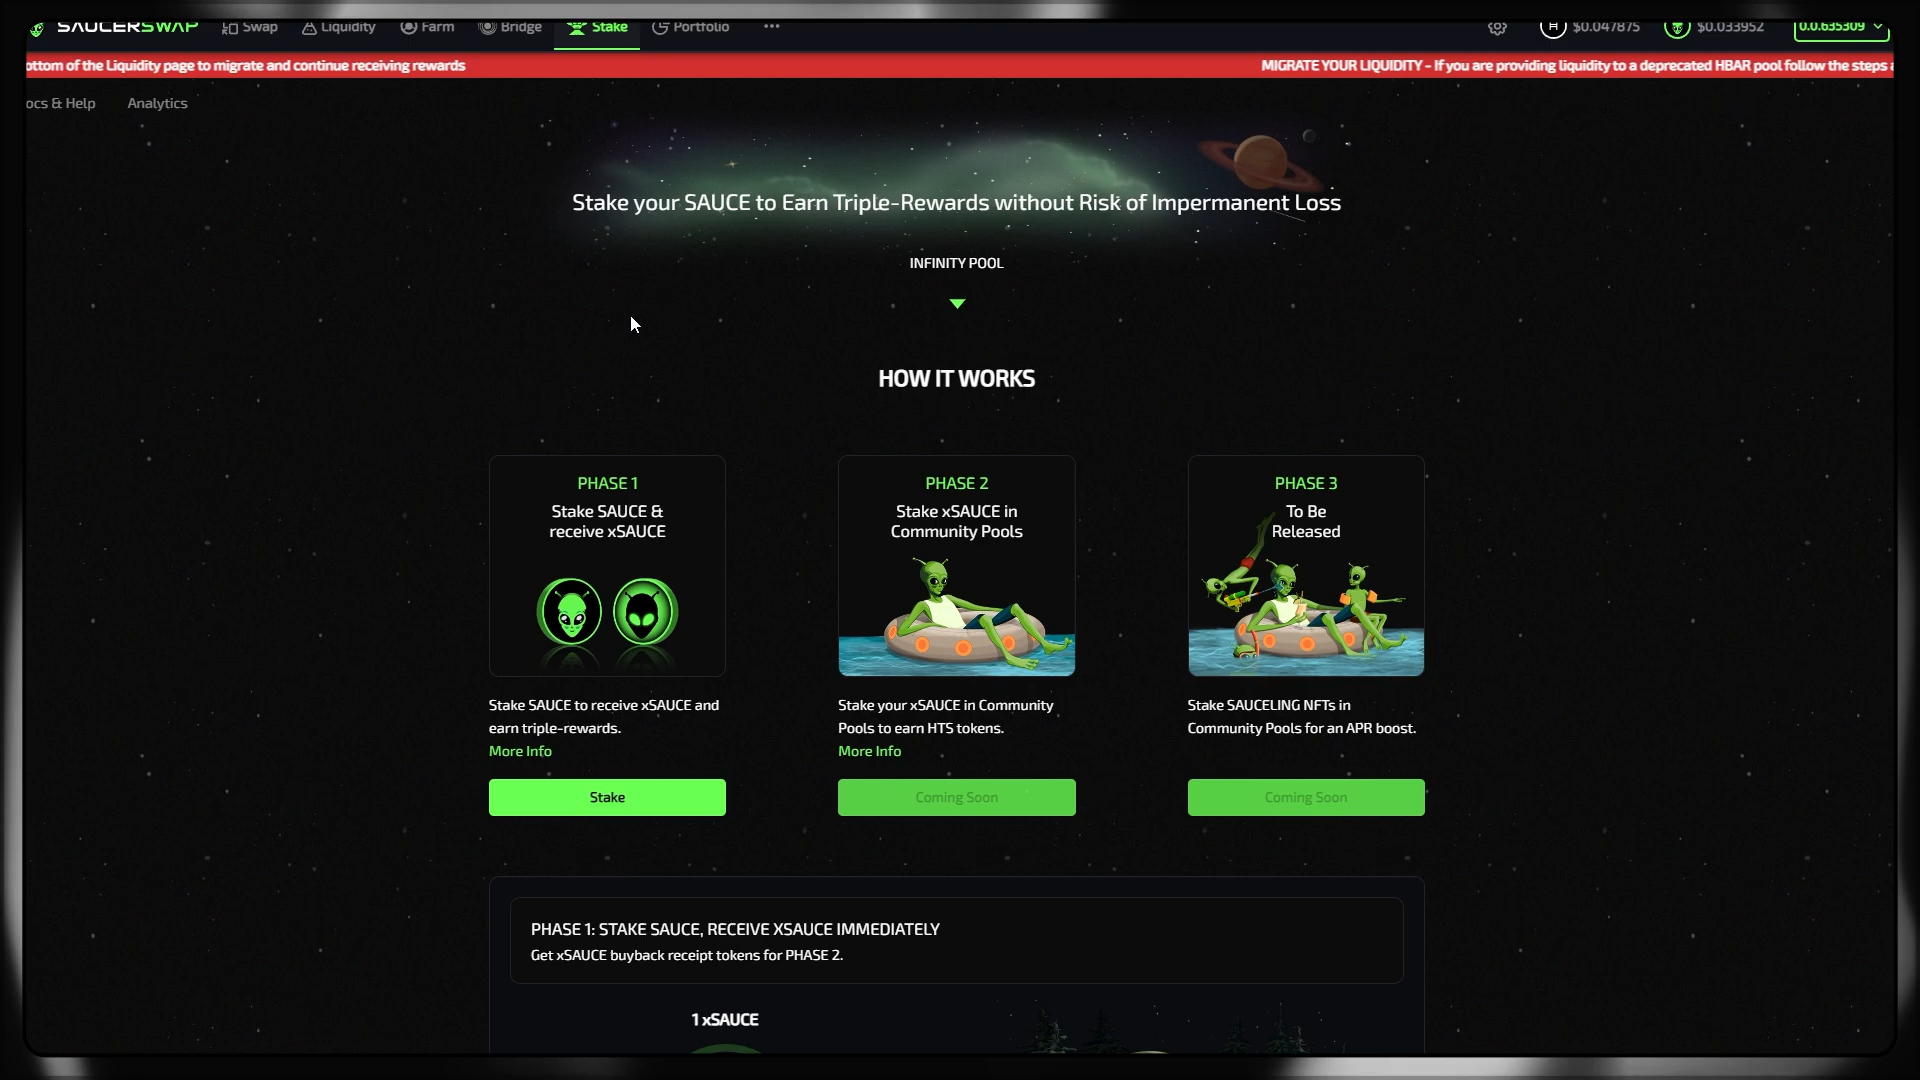 SAUCERSWAP Swap Liquidity Farm Bridge Stake Portfolio ••• H $0.047875 $0.033952 0.0.635309
ottom of the Liquidity page to migrate and continue receiving rewards MIGRATE YOUR LIQUIDITY - If you are providing liquidity to a deprecated HBAR pool follow the steps a
ocs & Help Analytics
Stake your SAUCE to Earn Triple-Rewards without Risk of Impermanent Loss
INFINITY POOL
HOW IT WORKS
PHASE 1
Stake SAUCE &
receive xSAUCE
Stake SAUCE to receive xSAUCE and
earn triple-rewards.
More Info
Stake
PHASE 2
Stake xSAUCE in
Community Pools
Stake your xSAUCE in Community
Pools to earn HTS tokens.
More Info
Coming Soon
PHASE 3
To Be
Released
Stake SAUCELING NFTs in
Community Pools for an APR boost.
Coming Soon
PHASE 1: STAKE SAUCE, RECEIVE XSAUCE IMMEDIATELY
Get xSAUCE buyback receipt tokens for PHASE 2.
1 xSAUCE